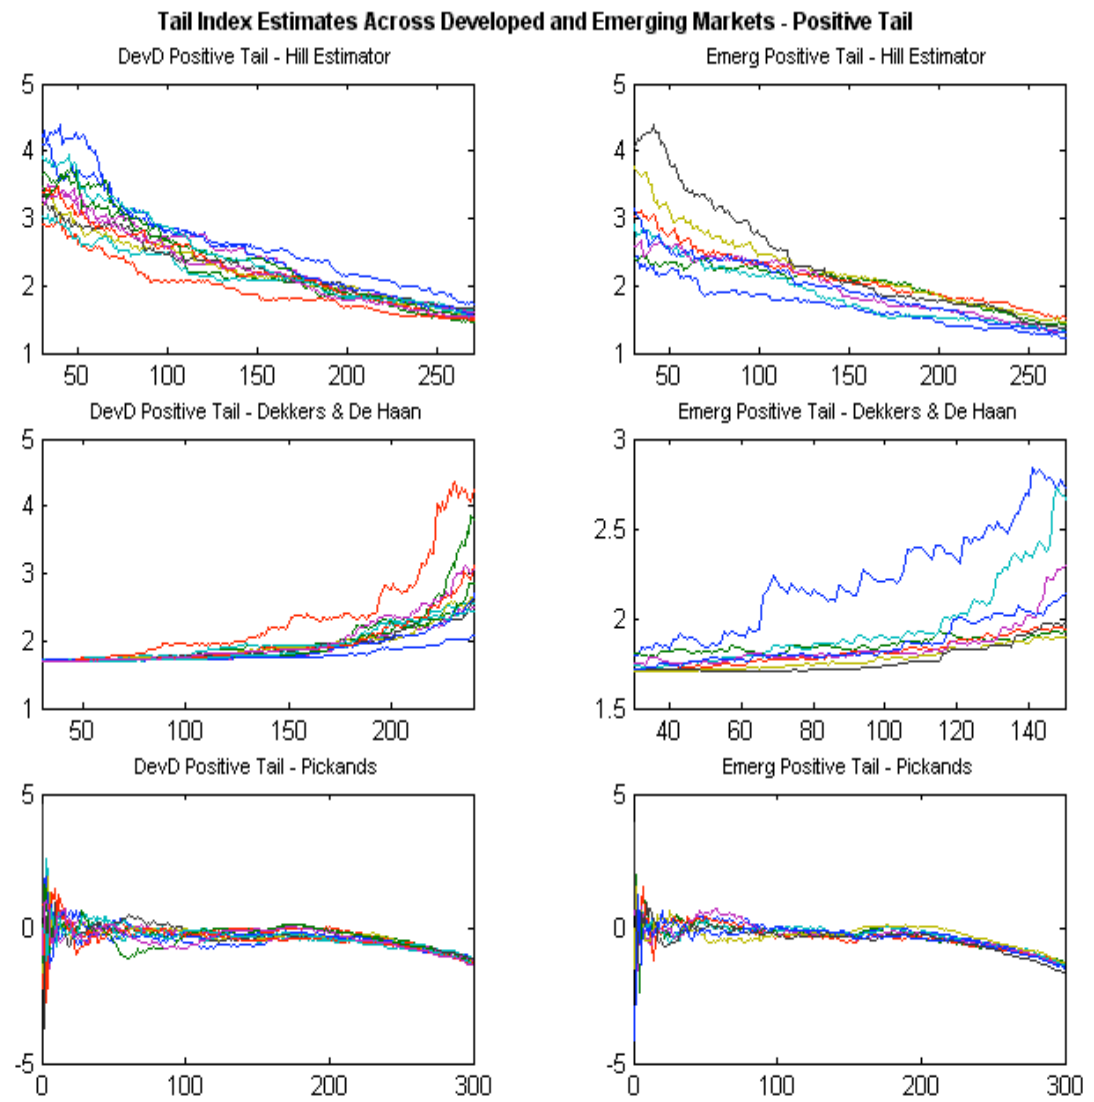 Tail Index Estimates Across Developed and Emerging Markets - Positive Tail
DevD Positive Tail - Hill Estimator
5
4
3
2
1
50 100 150 200 250
Emerg Positive Tail - Hill Estimator
5
4
3
2
1
50 100 150 200 250
DevD Positive Tail - Dekkers & De Haan
5
4
3
2
1
50 100 150 200
Emerg Positive Tail - Dekkers & De Haan
3
2.5
2
1.5
40 60 80 100 120 140
DevD Positive Tail - Pickands
5
0
-5
0 100 200 300
Emerg Positive Tail - Pickands
5
0
-5
0 100 200 300